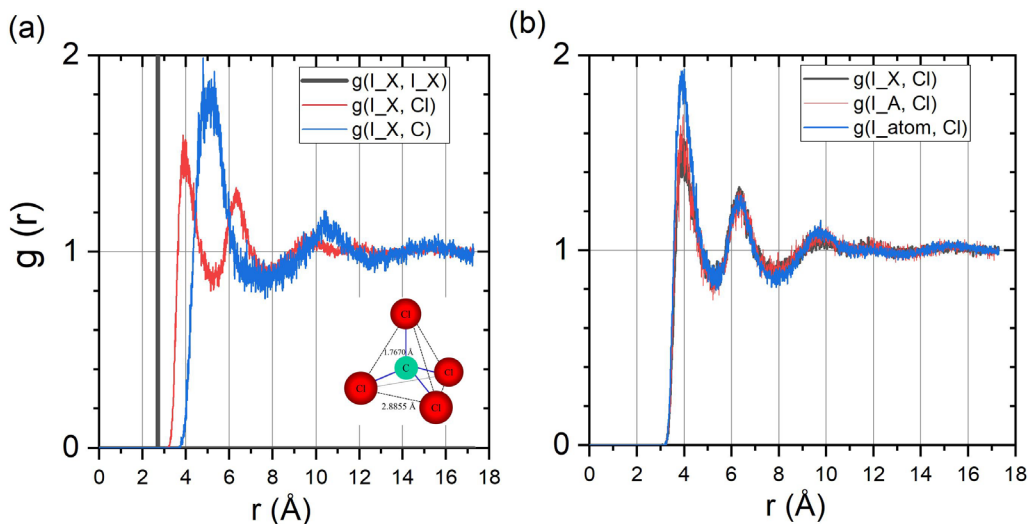 (a)
2
g(I_X, I_X)
g(I_X, Cl)
g(I_X, C)
g (r)
1
Cl
1.7670 Å
C
Cl
Cl
Cl
2.8855 Å
0
0 2 4 6 8 10 12 14 16 18
r (Å)
(b)
2
g(I_X, Cl)
g(I_A, Cl)
g(I_atom, Cl)
1
0
0 2 4 6 8 10 12 14 16 18
r (Å)